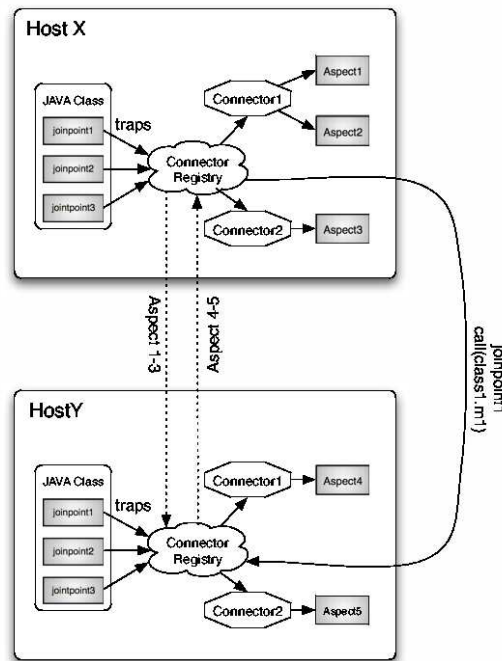 Host X
JAVA Class
joinpoint1
joinpoint2
jointpoint3
traps
Connector
Registry
Connector1
Connector2
Aspect1
Aspect2
Aspect3
Aspect 1-3
Aspect 4-5
joinpoint1
call(class1.m1)
HostY
JAVA Class
joinpoint1
joinpoint2
joinpoint3
traps
Connector
Registry
Connector1
Connector2
Aspect4
Aspect5